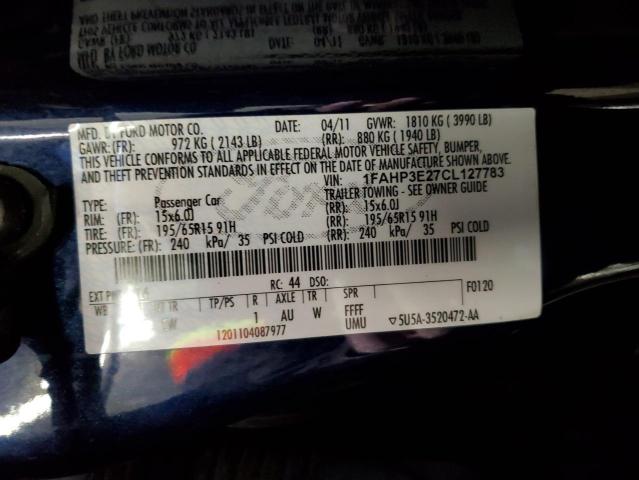 MFD. BY FORD MOTOR CO. DATE: 04/11 GVWR: 1810 KG ( 3990 LB)
GAWR: (FR): 972 KG ( 2143 LB) (RR): 880 KG ( 1940 LB)
THIS VEHICLE CONFORMS TO ALL APPLICABLE FEDERAL MOTOR VEHICLE SAFETY, BUMPER,
AND THEFT PREVENTION STANDARDS IN EFFECT ON THE DATE OF MANUFACTURE SHOWN ABOVE.
VIN: 1FAHP3E27CL127783
TYPE: Passenger Car TRAILER TOWING - SEE OWNER GUIDE
RIM: (FR): 15x6.0J (RR): 15x6.0J
TIRE: (FR): 195/65R15 91H (RR): 195/65R15 91H
PRESSURE: (FR): 240 kPa/ 35 PSI COLD (RR): 240 kPa/ 35 PSI COLD
Ford
EXT RC: 44 DSO: F0120
WB TR TP/PS R AXLE TR SPR
1 AU W FFFF
1201104087977 UMU ▽5U5A-3520472-AA